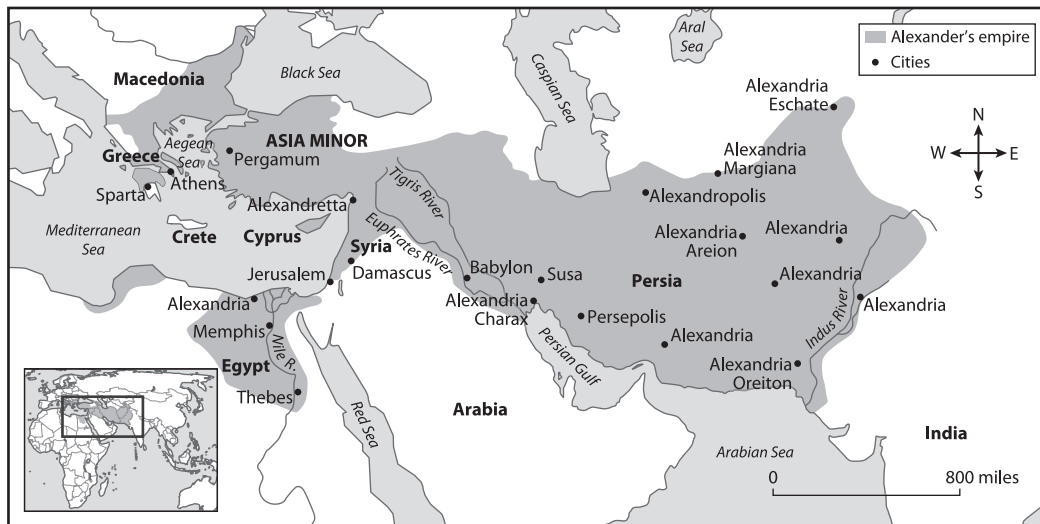 Aral
Sea
Alexander's empire
Cities
Macedonia
Black Sea
Caspian Sea
Alexandria
Eschate
N
W
E
S
ASIA MINOR
Aegean
Sea
Greece
Pergamum
Athens
Sparta
Alexandria
Margiana
Alexandropolis
Tigris River
Alexandretta
Mediterranean
Sea
Crete
Cyprus
Syria
Euphrates River
Alexandria
Areion
Alexandria
Jerusalem
Damascus
Babylon
Susa
Persia
Alexandria
Alexandria
Alexandria
Alexandria
Charax
Persepolis
Indus River
Memphis
Nile R.
Alexandria
Egypt
Persian Gulf
Alexandria
Oreiton
Thebes
Red Sea
Arabia
India
Arabian Sea
0
800 miles